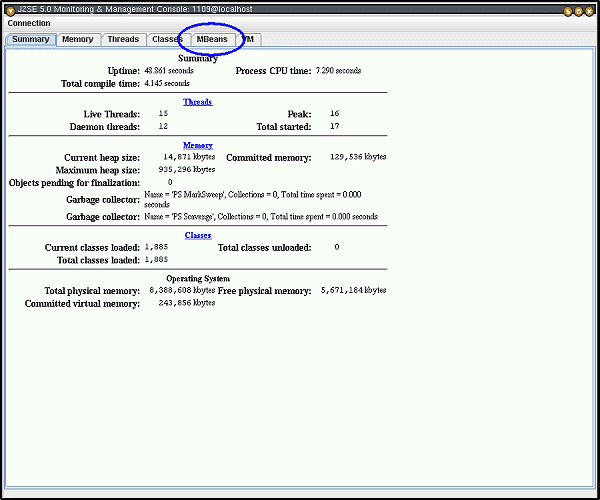 J2SE 5.0 Monitoring & Management Console: 1109@localhost
Connection
Summary Memory Threads Classes MBeans VM
Summary
Uptime: 48.861 seconds Process CPU time: 7.290 seconds
Total compile time: 4.145 seconds
Threads
Live Threads: 15 Peak: 16
Daemon threads: 12 Total started: 17
Memory
Current heap size: 14,871 kbytes Committed memory: 129,536 kbytes
Maximum heap size: 935,296 kbytes
Objects pending for finalization: 0
Garbage collector: Name = 'PS MarkSweep', Collections = 0, Total time spent = 0.000
seconds
Garbage collector: Name = 'PS Scavenge', Collections = 0, Total time spent = 0.000 seconds
Classes
Current classes loaded: 1,885 Total classes unloaded: 0
Total classes loaded: 1,885
Operating System
Total physical memory: 8,388,608 kbytes Free physical memory: 5,671,184 kbytes
Committed virtual memory: 243,856 kbytes